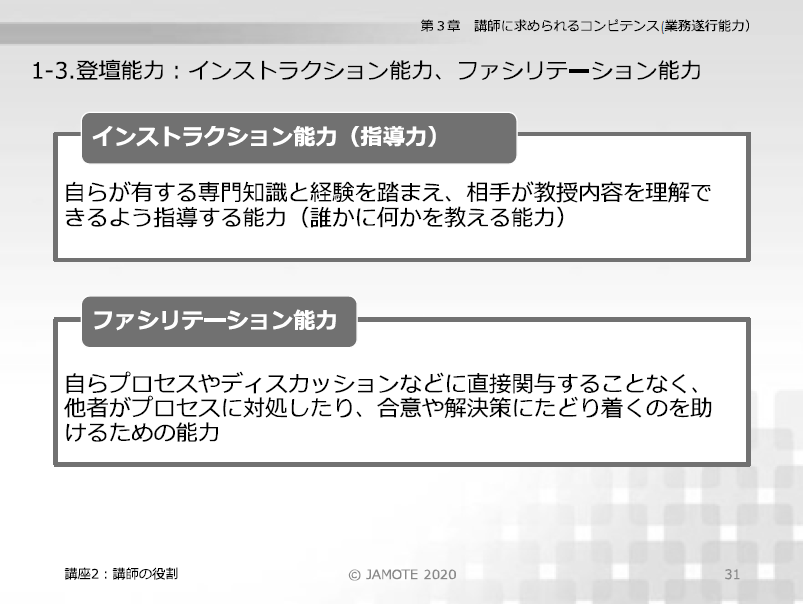 第３章　講師に求められるコンピテンス(業務遂行能力）
1-3.登壇能力：インストラクション能力、ファシリテーション能力
インストラクション能力（指導力）
自らが有する専門知識と経験を踏まえ、相手が教授内容を理解で
きるよう指導する能力（誰かに何かを教える能力）
ファシリテーション能力
自らプロセスやディスカッションなどに直接関与することなく、
他者がプロセスに対処したり、合意や解決策にたどり着くのを助
けるための能力
講座2：講師の役割
© JAMOTE 2020
31